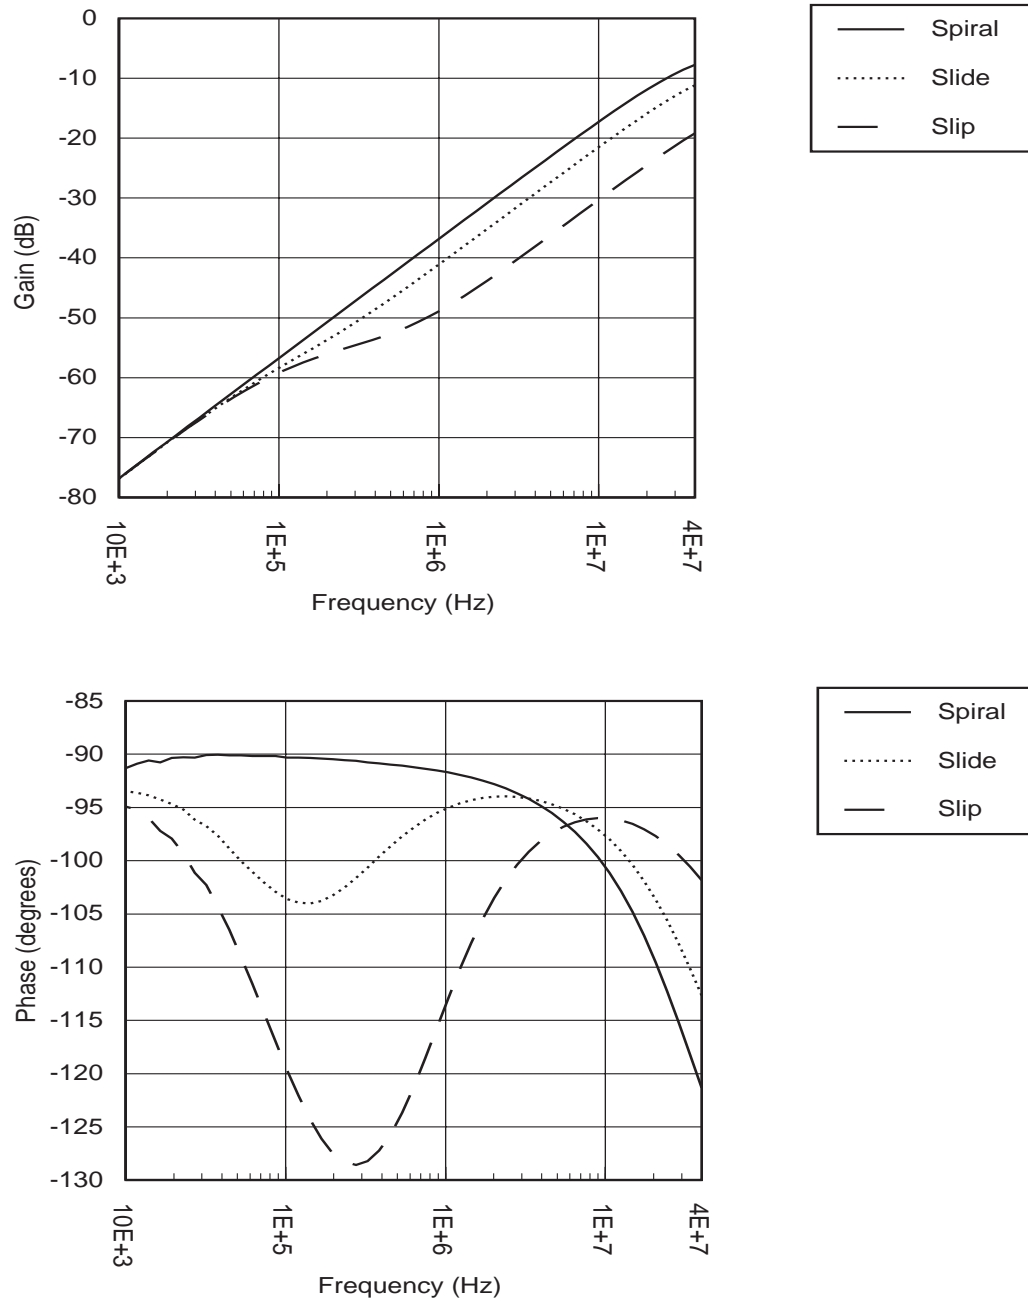 0
-10
-20
-30
-40
-50
-60
-70
-80
Gain (dB)
10E+3
1E+5
1E+6
1E+7
4E+7
Frequency (Hz)
Spiral
Slide
Slip
-85
-90
-95
-100
-105
-110
-115
-120
-125
-130
Phase (degrees)
10E+3
1E+5
1E+6
1E+7
4E+7
Frequency (Hz)
Spiral
Slide
Slip